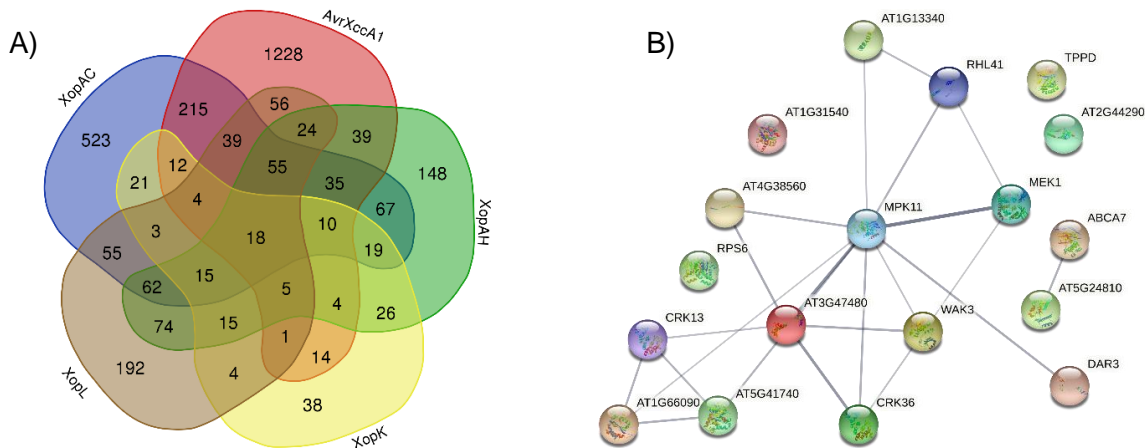 A)
XopAC
AvrXccA1
XopAH
XopK
XopL
1228
215
56
523
39
24
39
148
12
55
35
21
4
67
3
18
10
19
55
15
62
5
4
26
74
15
1
14
192
4
38
B)
AT1G13340
RHL41
TPPD
AT1G31540
AT2G44290
AT4G38560
MPK11
MEK1
ABCA7
RPS6
AT3G47480
WAK3
AT5G24810
CRK13
DAR3
AT1G66090
AT5G41740
CRK36